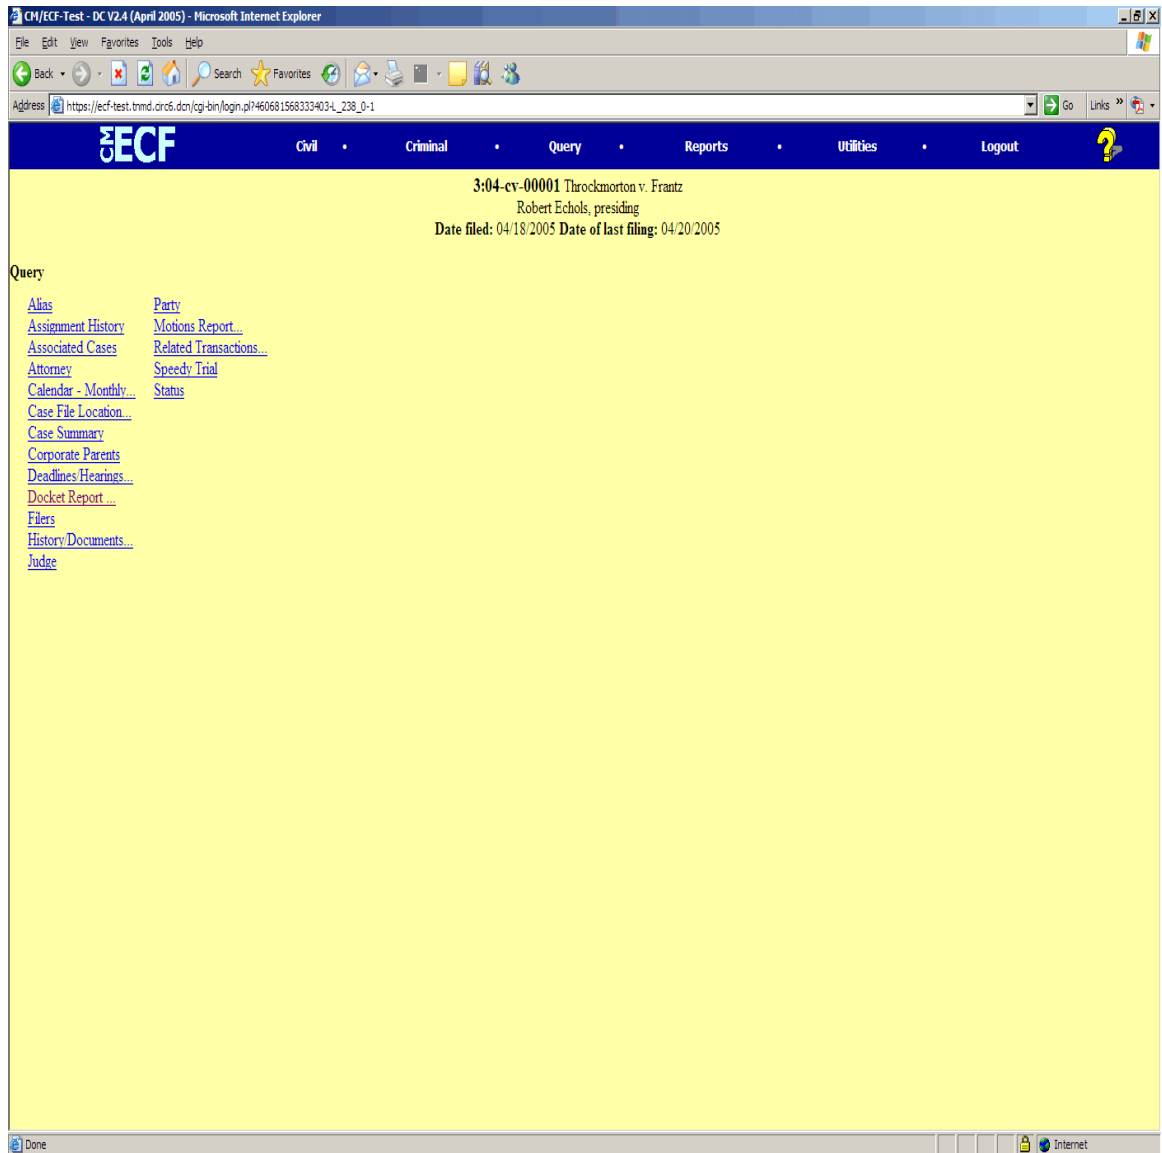 CM/ECF-Test - DC V2.4 (April 2005) - Microsoft Internet Explorer
File Edit View Favorites Tools Help
Back Search Favorites
Address https://ecf-test.tnmd.circ6.dcn/cgi-bin/login.pl?460681568333403-L_238_0-1 Go Links »
CM ECF Civil • Criminal • Query • Reports • Utilities • Logout ?
3:04-cv-00001 Throckmorton v. Frantz
Robert Echols, presiding
Date filed: 04/18/2005 Date of last filing: 04/20/2005
Query
Alias
Assignment History
Associated Cases
Attorney
Calendar - Monthly...
Case File Location...
Case Summary
Corporate Parents
Deadlines/Hearings...
Docket Report ...
Filers
History/Documents...
Judge
Party
Motions Report...
Related Transactions...
Speedy Trial
Status
Done Internet